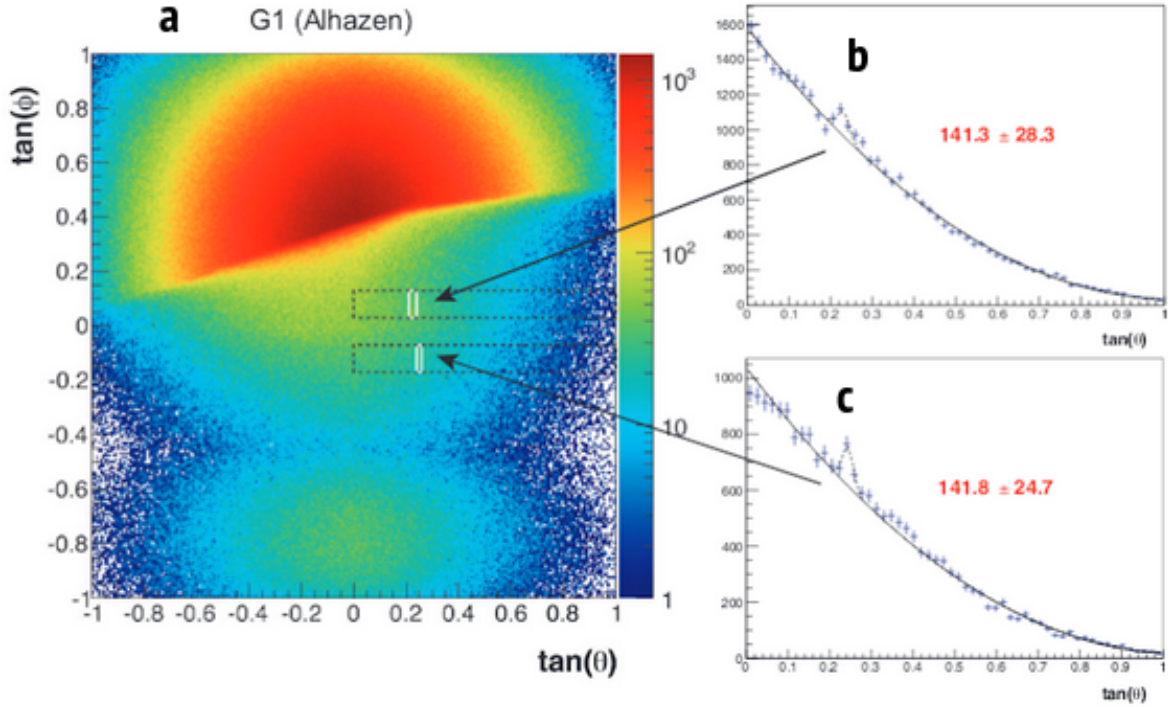 a
G1 (Alhazen)
tan(ϕ)
1
0.8
0.6
0.4
0.2
0
-0.2
-0.4
-0.6
-0.8
-1
-1 -0.8 -0.6 -0.4 -0.2 0 0.2 0.4 0.6 0.8 1
tan(θ)
10³
10²
10
1
b
141.3 ± 28.3
1600
1400
1200
1000
800
600
400
200
0
0 0.1 0.2 0.3 0.4 0.5 0.6 0.7 0.8 0.9 1
tan(θ)
c
141.8 ± 24.7
1000
800
600
400
200
0
0 0.1 0.2 0.3 0.4 0.5 0.6 0.7 0.8 0.9 1
tan(θ)